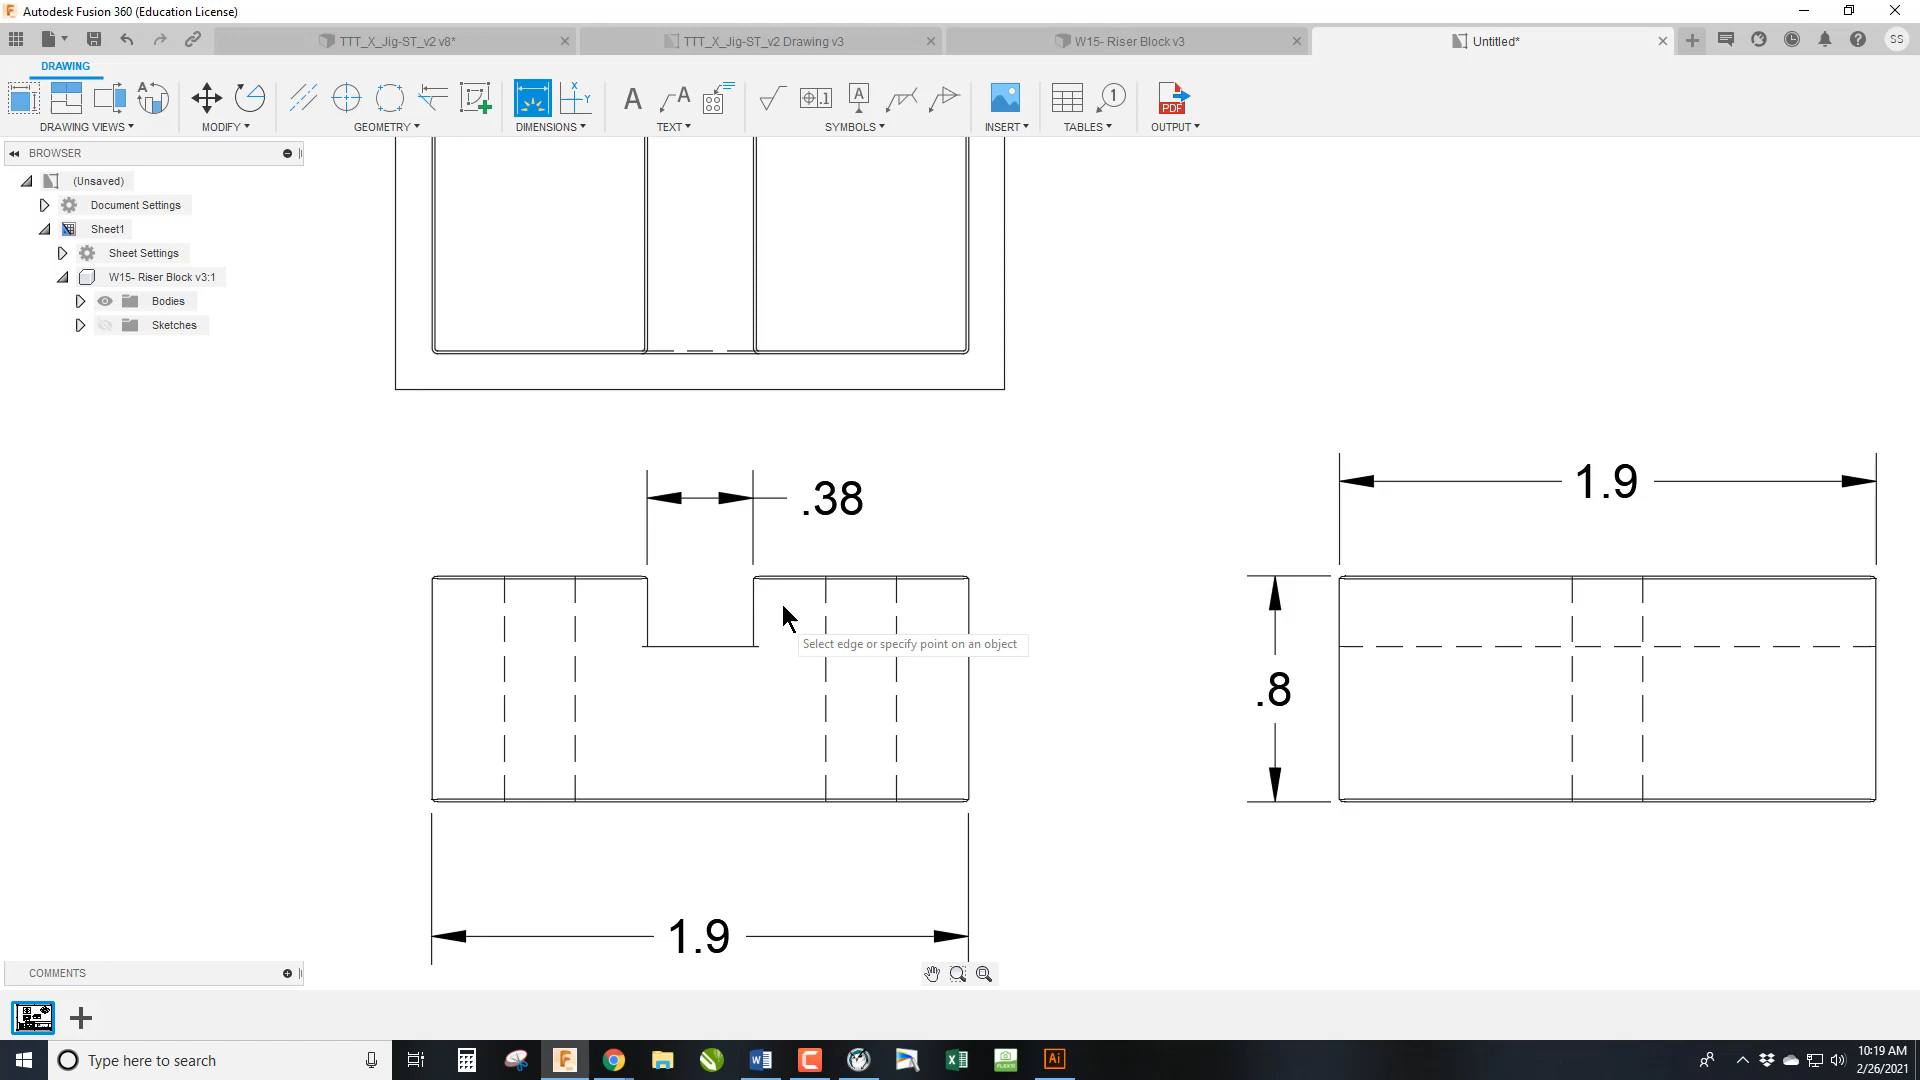 Autodesk Fusion 360 (Education License)
TTT_X_Jig-ST_v2 v8*
TTT_X_Jig-ST_v2 Drawing v3
W15- Riser Block v3
Untitled*
SS
DRAWING
DRAWING VIEWS
MODIFY
GEOMETRY
DIMENSIONS
TEXT
SYMBOLS
INSERT
TABLES
OUTPUT
BROWSER
(Unsaved)
Document Settings
Sheet1
Sheet Settings
W15- Riser Block v3:1
Bodies
Sketches
.38
1.9
Select edge or specify point on an object
.8
1.9
COMMENTS
Type here to search
10:19 AM
2/26/2021